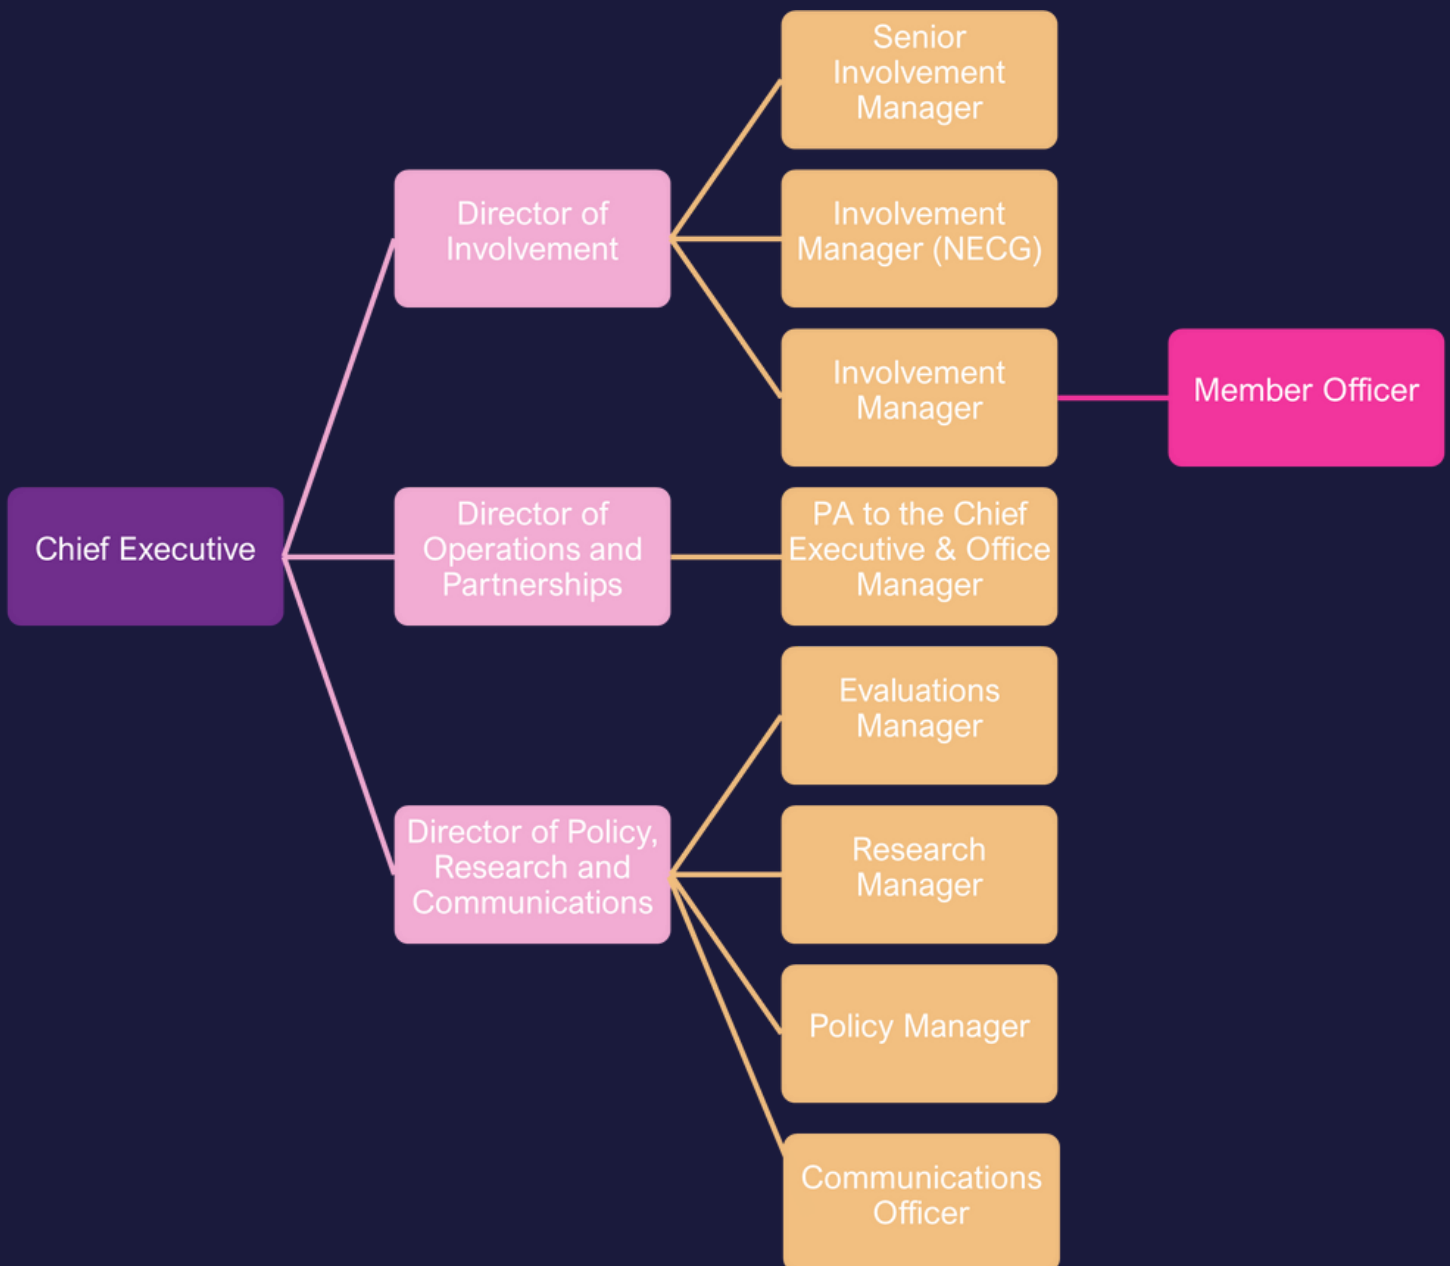 Chief Executive
Director of
Involvement
Senior
Involvement
Manager
Involvement
Manager (NECG)
Involvement
Manager
Member Officer
Director of
Operations and
Partnerships
PA to the Chief
Executive & Office
Manager
Director of Policy,
Research and
Communications
Evaluations
Manager
Research
Manager
Policy Manager
Communications
Officer